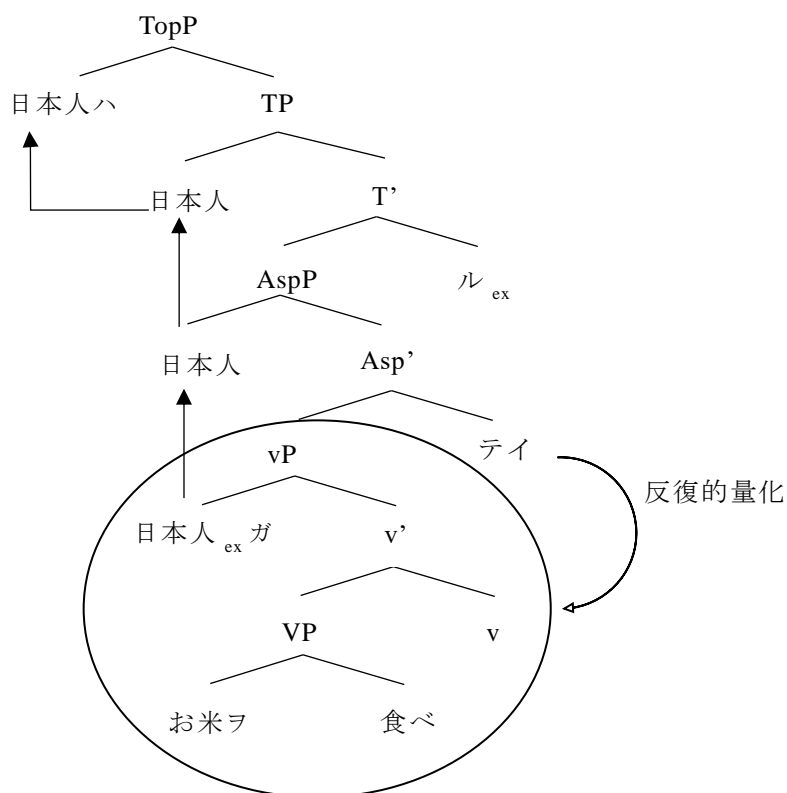 TopP
日本人ハ TP
日本人 T’
AspP ル ex
日本人 Asp’
vP テイ
反復的量化
日本人 ex ガ v’
VP v
お米ヲ 食べ